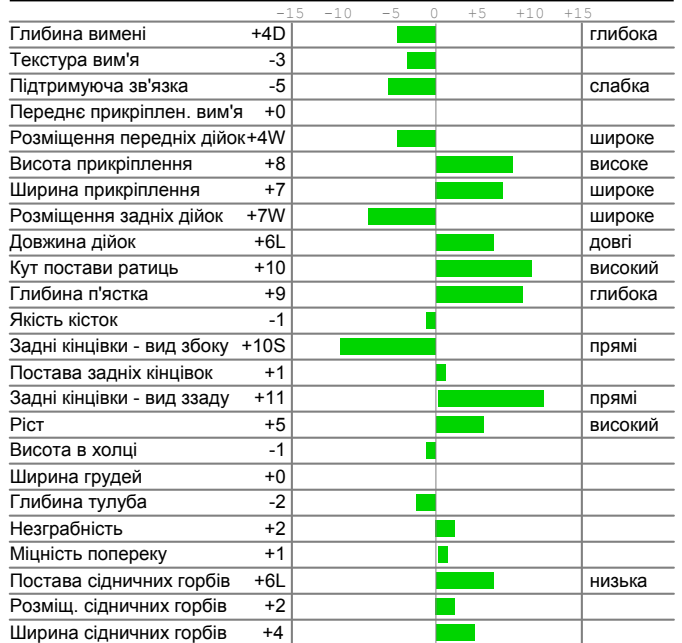 -15 -10 -5 0 +5 +10 +15
Глибина вимені +4D глибока
Текстура вим'я -3
Підтримуюча зв'язка -5 слабка
Переднє прикріплен. вим'я +0
Розміщення передніх дійок+4W широке
Висота прикріплення +8 високе
Ширина прикріплення +7 широке
Розміщення задніх дійок +7W широке
Довжина дійок +6L довгі
Кут постави ратиць +10 високий
Глибина п'ястка +9 глибока
Якість кісток -1
Задні кінцівки - вид збоку +10S прямі
Постава задніх кінцівок +1
Задні кінцівки - вид ззаду +11 прямі
Ріст +5 високий
Висота в холці -1
Ширина грудей +0
Глибина тулуба -2
Незграбність +2
Міцність попереку +1
Постава сідничних горбів +6L низька
Розміщ. сідничних горбів +2
Ширина сідничних горбів +4